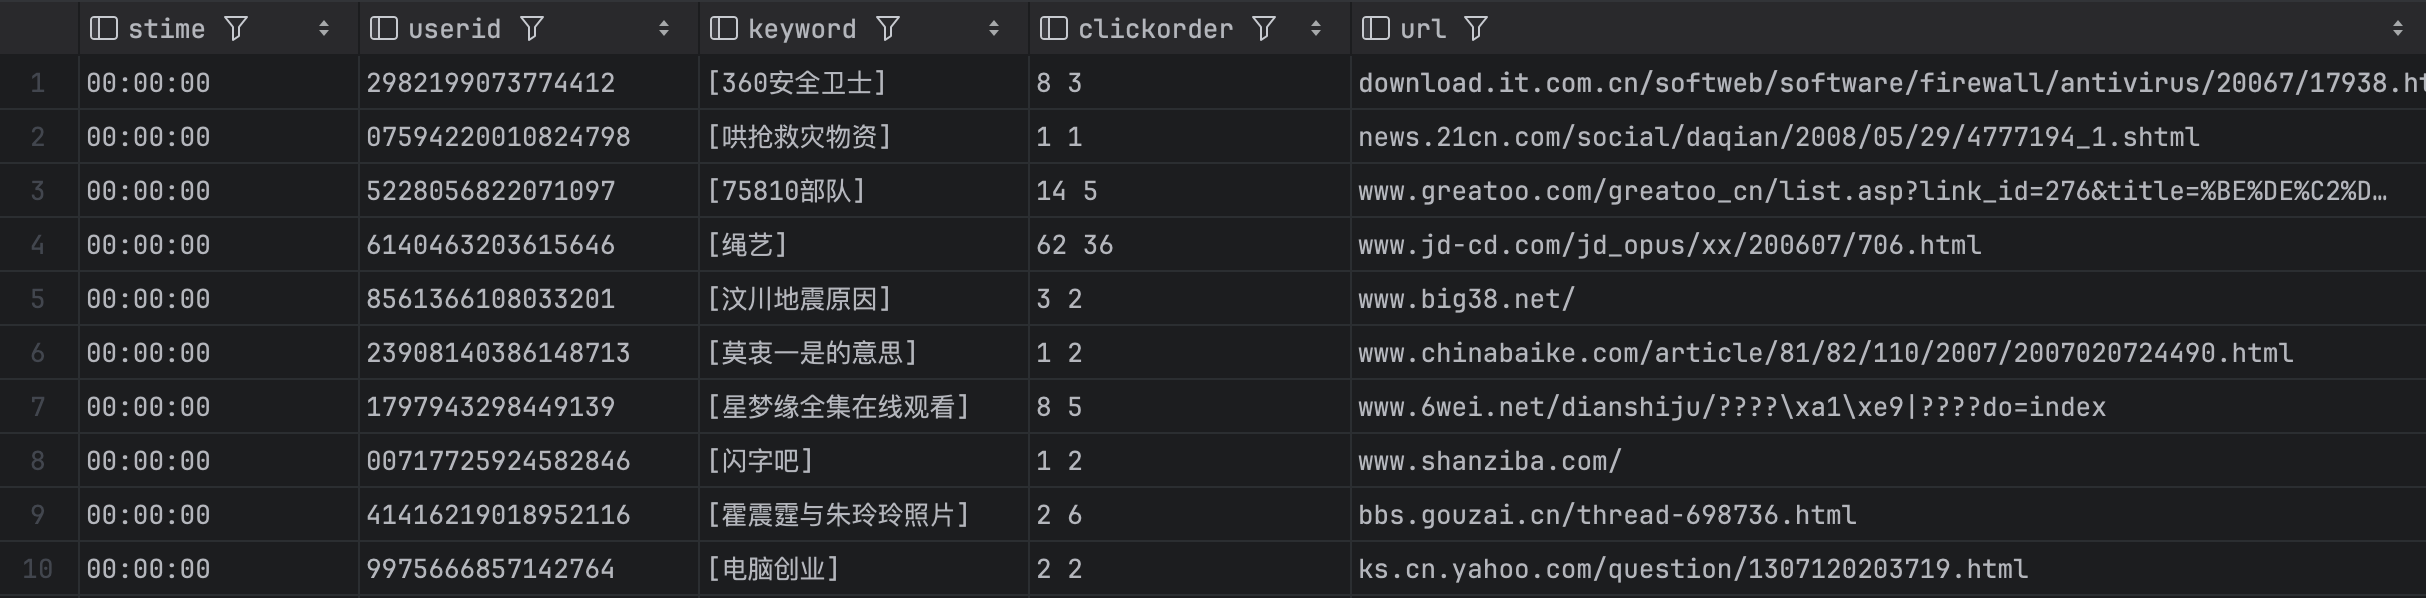 stime userid keyword clickorder url
1 00:00:00 2982199073774412 [360安全卫士] 8 3 download.it.com.cn/softweb/software/firewall/antivirus/20067/17938.ht
2 00:00:00 07594220010824798 [哄抢救灾物资] 1 1 news.21cn.com/social/daqian/2008/05/29/4777194_1.shtml
3 00:00:00 5228056822071097 [75810部队] 14 5 www.greatoo.com/greatoo_cn/list.asp?link_id=276&title=%BE%DE%C2%D…
4 00:00:00 6140463203615646 [绳艺] 62 36 www.jd-cd.com/jd_opus/xx/200607/706.html
5 00:00:00 8561366108033201 [汶川地震原因] 3 2 www.big38.net/
6 00:00:00 23908140386148713 [莫衷一是的意思] 1 2 www.chinabaike.com/article/81/82/110/2007/2007020724490.html
7 00:00:00 1797943298449139 [星梦缘全集在线观看] 8 5 www.6wei.net/dianshiju/????\xa1\xe9|????do=index
8 00:00:00 00717725924582846 [闪字吧] 1 2 www.shanziba.com/
9 00:00:00 41416219018952116 [霍震霆与朱玲玲照片] 2 6 bbs.gouzai.cn/thread-698736.html
10 00:00:00 9975666857142764 [电脑创业] 2 2 ks.cn.yahoo.com/question/1307120203719.html